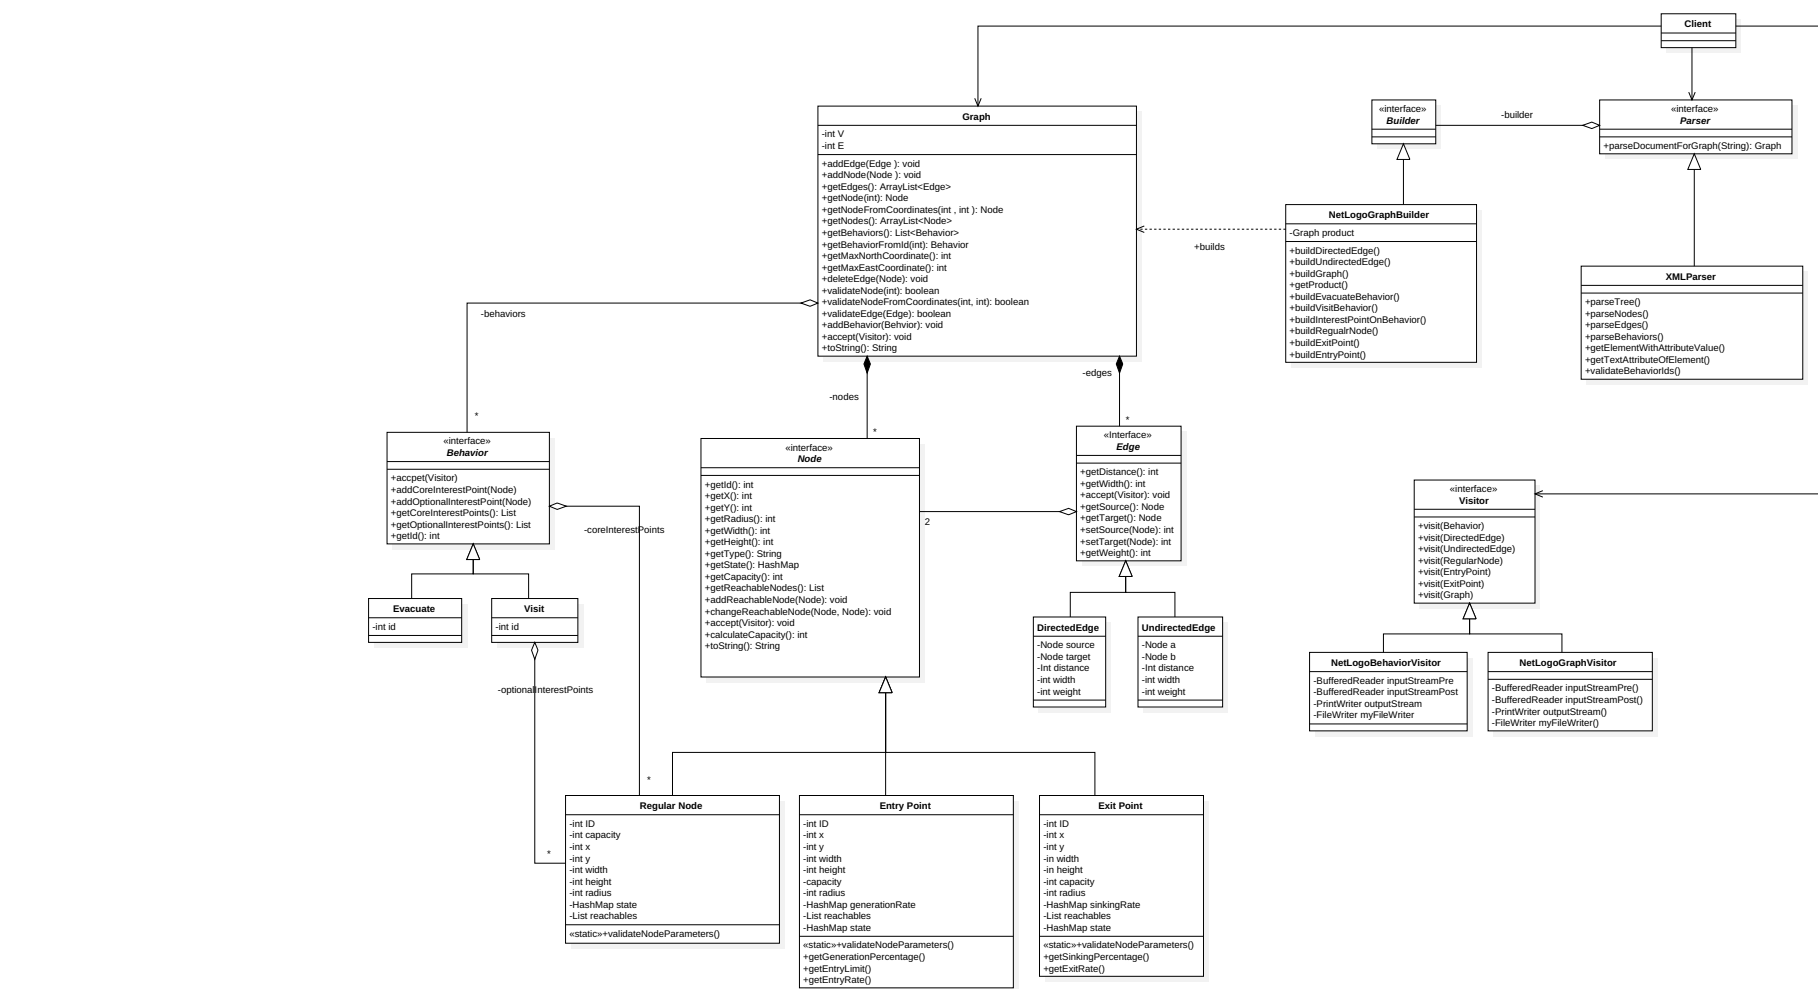 Client
Graph
-int V
-int E
+addEdge(Edge ): void
+addNode(Node ): void
+getEdges(): ArrayList<Edge>
+getNode(int): Node
+getNodeFromCoordinates(int , int ): Node
+getNodes(): ArrayList<Node>
+getBehaviors(): List<Behavior>
+getBehaviorFromId(int): Behavior
+getMaxNorthCoordinate(): int
+getMaxEastCoordinate(): int
+deleteEdge(Node): void
+validateNode(int): boolean
+validateNodeFromCoordinates(int, int): boolean
+validateEdge(Edge): boolean
+addBehavior(Behvior): void
+accept(Visitor): void
+toString(): String
«interface»
Builder
-builder
«interface»
Parser
+parseDocumentForGraph(String): Graph
NetLogoGraphBuilder
-Graph product
+buildDirectedEdge()
+buildUndirectedEdge()
+buildGraph()
+getProduct()
+buildEvacuateBehavior()
+buildVisitBehavior()
+buildInterestPointOnBehavior()
+buildRegualrNode()
+buildExitPoint()
+buildEntryPoint()
+builds
XMLParser
+parseTree()
+parseNodes()
+parseEdges()
+parseBehaviors()
+getElementWithAttributeValue()
+getTextAttributeOfElement()
+validateBehaviorIds()
-behaviors
*
-nodes
*
-edges
*
«interface»
Behavior
+accpet(Visitor)
+addCoreInterestPoint(Node)
+addOptionalInterestPoint(Node)
+getCoreInterestPoints(): List
+getOptionalInterestPoints(): List
+getId(): int
-coreInterestPoints
*
Evacuate
-int id
Visit
-int id
-optionalInterestPoints
*
«interface»
Node
+getId(): int
+getX(): int
+getY(): int
+getRadius(): int
+getWidth(): int
+getHeight(): int
+getType(): String
+getState(): HashMap
+getCapacity(): int
+getReachableNodes(): List
+addReachableNode(Node): void
+changeReachableNode(Node, Node): void
+accept(Visitor): void
+calculateCapacity(): int
+toString(): String
2
«Interface»
Edge
+getDistance(): int
+getWidth(): int
+accept(Visitor): void
+getSource(): Node
+getTarget(): Node
+setSource(Node): int
+setTarget(Node): int
+getWeight(): int
DirectedEdge
-Node source
-Node target
-Int distance
-int width
-int weight
UndirectedEdge
-Node a
-Node b
-Int distance
-int width
-int weight
«interface»
Visitor
+visit(Behavior)
+visit(DirectedEdge)
+visit(UndirectedEdge)
+visit(RegularNode)
+visit(EntryPoint)
+visit(ExitPoint)
+visit(Graph)
NetLogoBehaviorVisitor
-BufferedReader inputStreamPre
-BufferedReader inputStreamPost
-PrintWriter outputStream
-FileWriter myFileWriter
NetLogoGraphVisitor
-BufferedReader inputStreamPre()
-BufferedReader inputStreamPost()
-PrintWriter outputStream()
-FileWriter myFileWriter()
Regular Node
-int ID
-int capacity
-int x
-int y
-int width
-int height
-int radius
-HashMap state
-List reachables
«static»+validateNodeParameters()
Entry Point
-int ID
-int x
-int y
-int width
-int height
-capacity
-int radius
-HashMap generationRate
-List reachables
-HashMap state
«static»+validateNodeParameters()
+getGenerationPercentage()
+getEntryLimit()
+getEntryRate()
Exit Point
-int ID
-int x
-int y
-in width
-in height
-int capacity
-int radius
-HashMap sinkingRate
-List reachables
-HashMap state
«static»+validateNodeParameters()
+getSinkingPercentage()
+getExitRate()